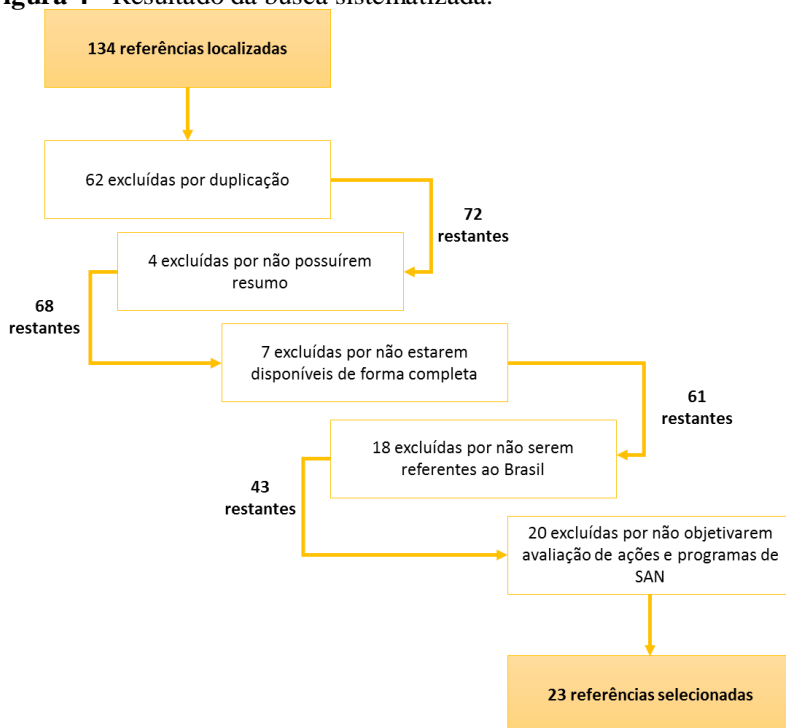 Resultado da busca sistematizada.
134 referências localizadas
62 excluídas por duplicação
72
restantes
4 excluídas por não possuírem
resumo
68
restantes
7 excluídas por não estarem
disponíveis de forma completa
61
restantes
18 excluídas por não serem
referentes ao Brasil
43
restantes
20 excluídas por não objetivarem
avaliação de ações e programas de
SAN
23 referências selecionadas